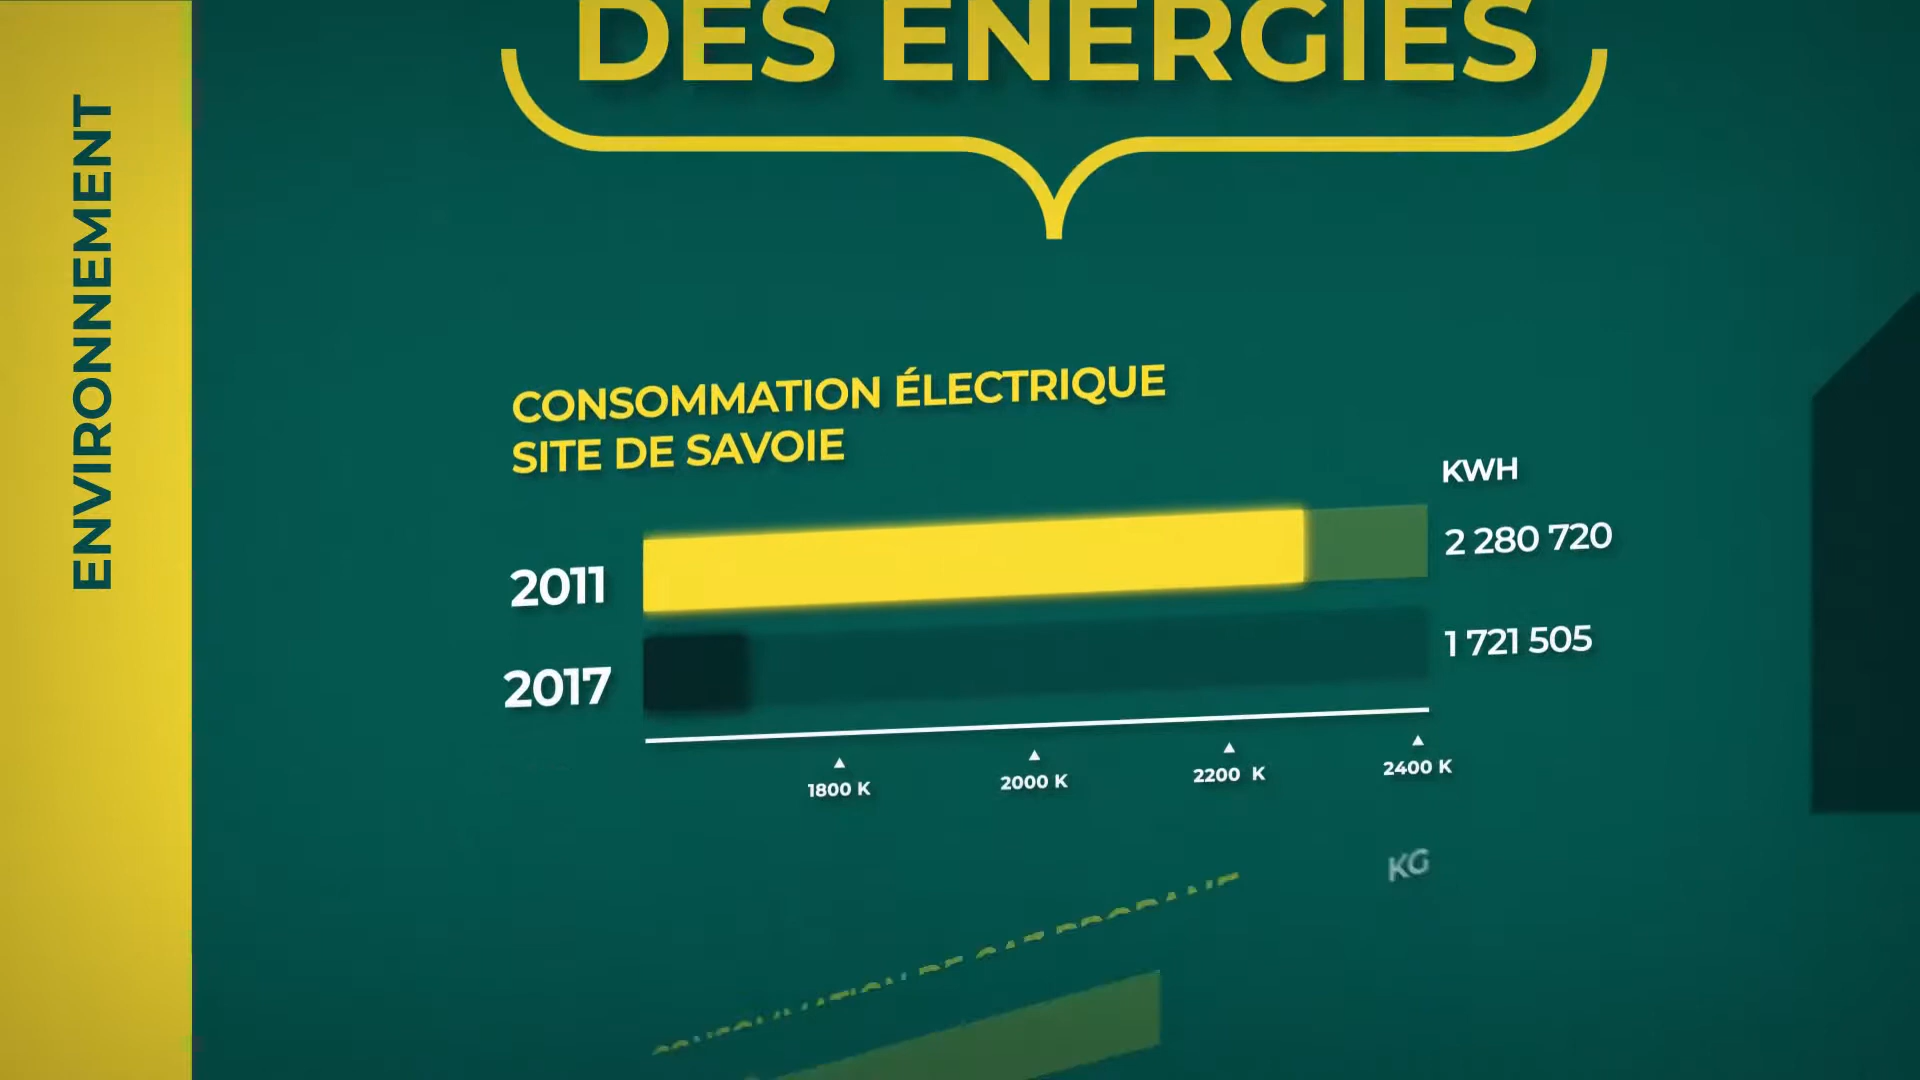 DES ENERGIES
ENVIRONNEMENT
CONSOMMATION ÉLECTRIQUE
SITE DE SAVOIE
KWH
2011
2 280 720
2017
1 721 505
1800 K
2000 K
2200 K
2400 K
KG